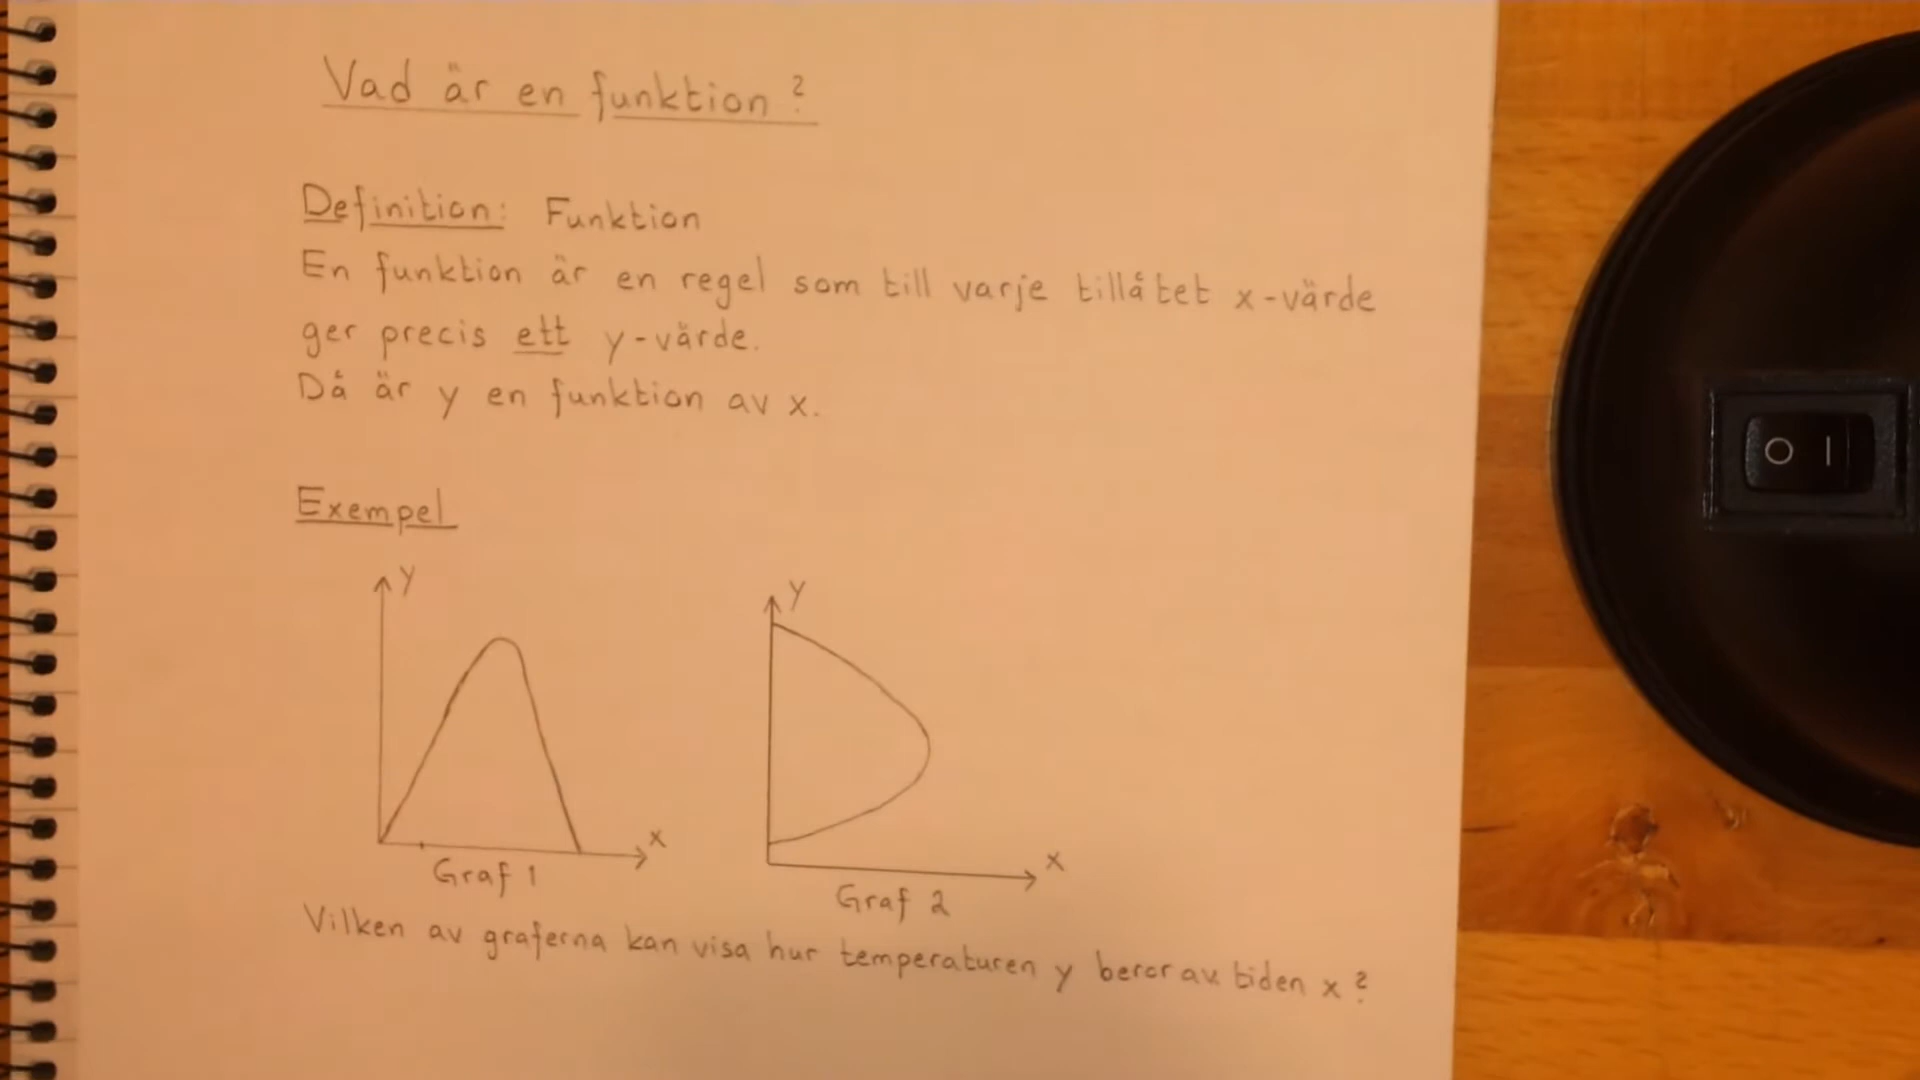 Vad är en funktion?
Definition: Funktion
En funktion är en regel som till varje tillåtet x-värde
ger precis ett y-värde.
Då är y en funktion av x.
Exempel
y
x
Graf 1
y
x
Graf 2
Vilken av graferna kan visa hur temperaturen y beror av tiden x?
O I